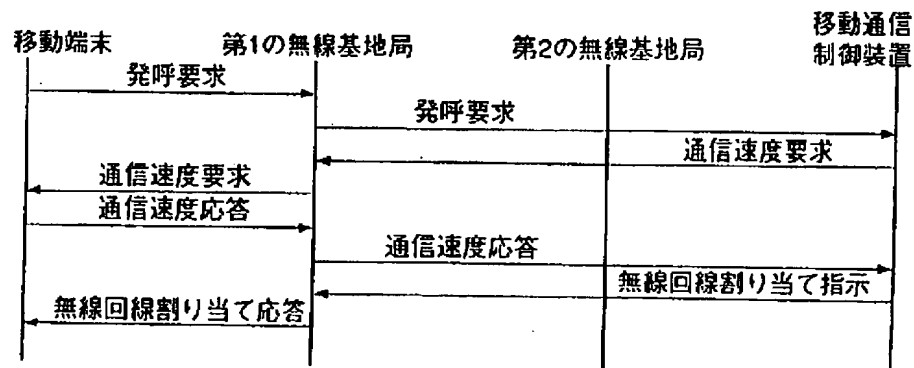 移動端末
第1の無線基地局
第2の無線基地局
移動通信
制御装置
発呼要求
発呼要求
通信速度要求
通信速度要求
通信速度応答
通信速度応答
無線回線割り当て指示
無線回線割り当て応答